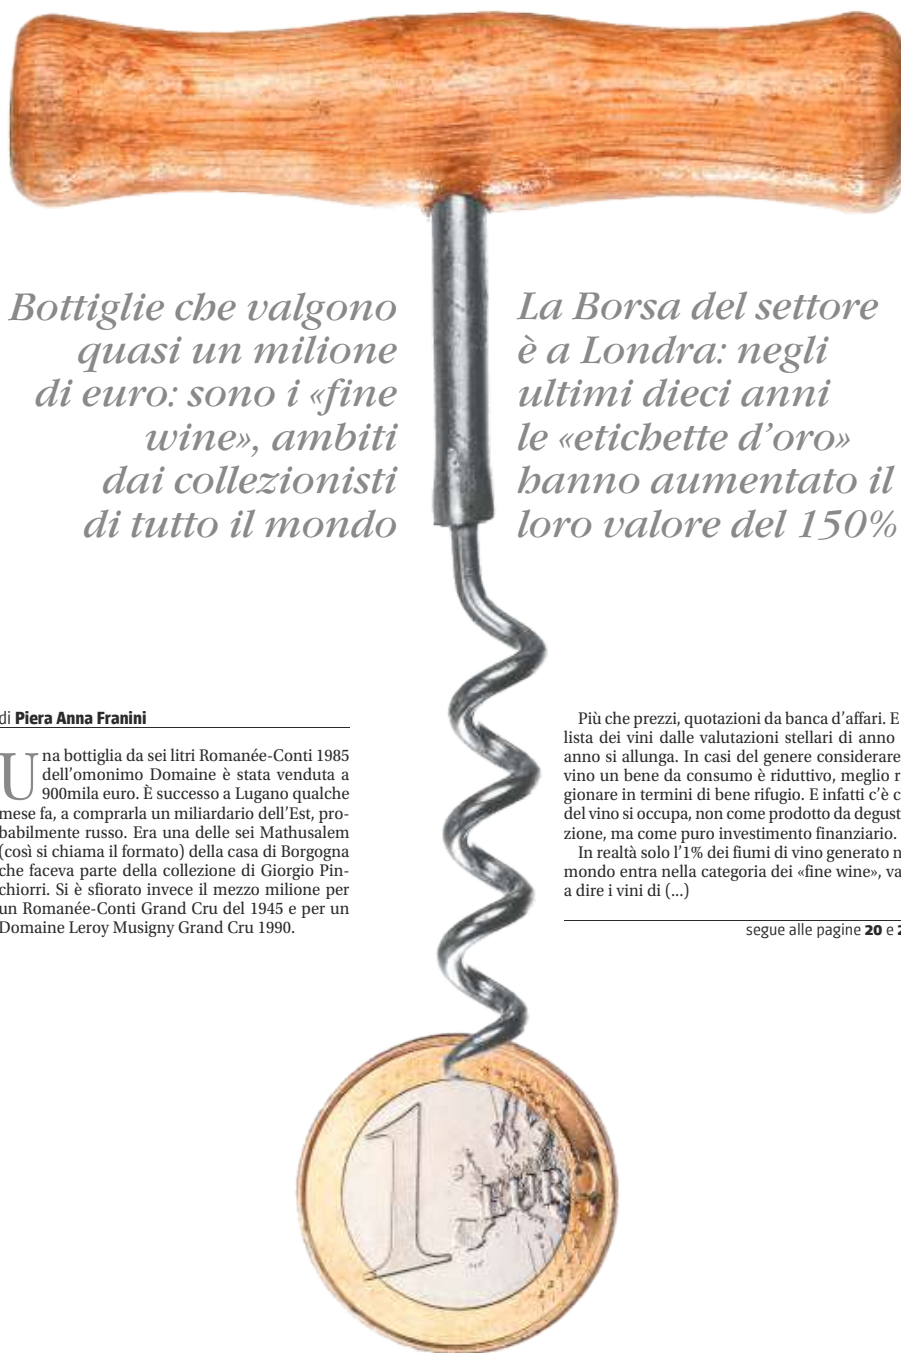 Bottiglie che valgono
quasi un milione
di euro: sono i «fine
wine», ambiti
dai collezionisti
di tutto il mondo
La Borsa del settore
è a Londra: negli
ultimi dieci anni
le «etichette d'oro»
hanno aumentato il
loro valore del 150%
di Piera Anna Franini
Una bottiglia da sei litri Romanée-Conti 1985
dell'omonimo Domaine è stata venduta a
900mila euro. È successo a Lugano qualche
mese fa, a comprarla un miliardario dell'Est, pro-
babilmente russo. Era una delle sei Mathusalem
(così si chiama il formato) della casa di Borgogna
che faceva parte della collezione di Giorgio Pin-
chiorri. Si è sfiorato invece il mezzo milione per
un Romanée-Conti Grand Cru del 1945 e per un
Domaine Leroy Musigny Grand Cru 1990.
Più che prezzi, quotazioni da banca d'affari. E
lista dei vini dalle valutazioni stellari di anno
anno si allunga. In casi del genere considerare
vino un bene da consumo è riduttivo, meglio r
gionare in termini di bene rifugio. E infatti c'è c
del vino si occupa, non come prodotto da degust
zione, ma come puro investimento finanziario.
In realtà solo l'1% dei fiumi di vino generato n
mondo entra nella categoria dei «fine wine», va
a dire i vini di (...)
segue alle pagine 20 e 2
1
EURO